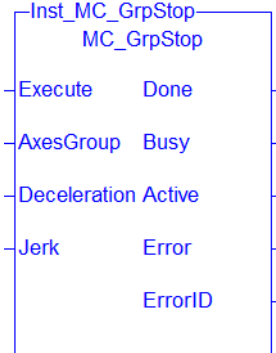 Inst_MC_GrpStop
MC_GrpStop
Execute Done
AxesGroup Busy
Deceleration Active
Jerk Error
ErrorID